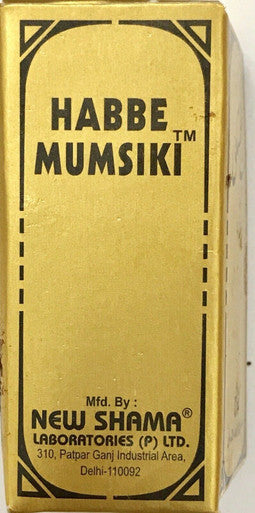 HABBE
MUMSIKI™
Mfd. By :
NEW SHAMA®
LABORATORIES (P) LTD.
310, Patpar Ganj Industrial Area,
Delhi-110092